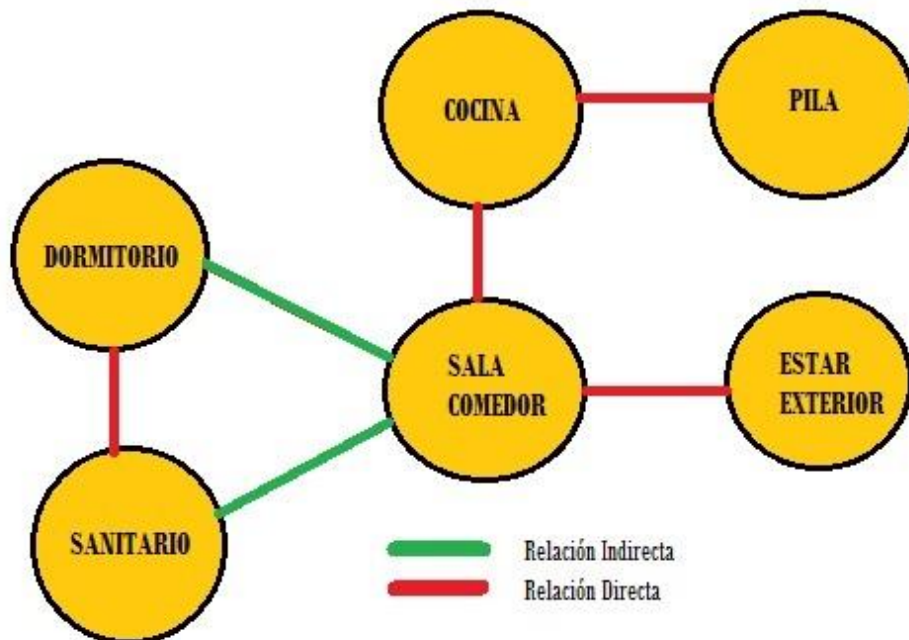 COCINA
PILA
DORMITORIO
SALA
COMEDOR
ESTAR
EXTERIOR
SANITARIO
Relación Indirecta
Relación Directa